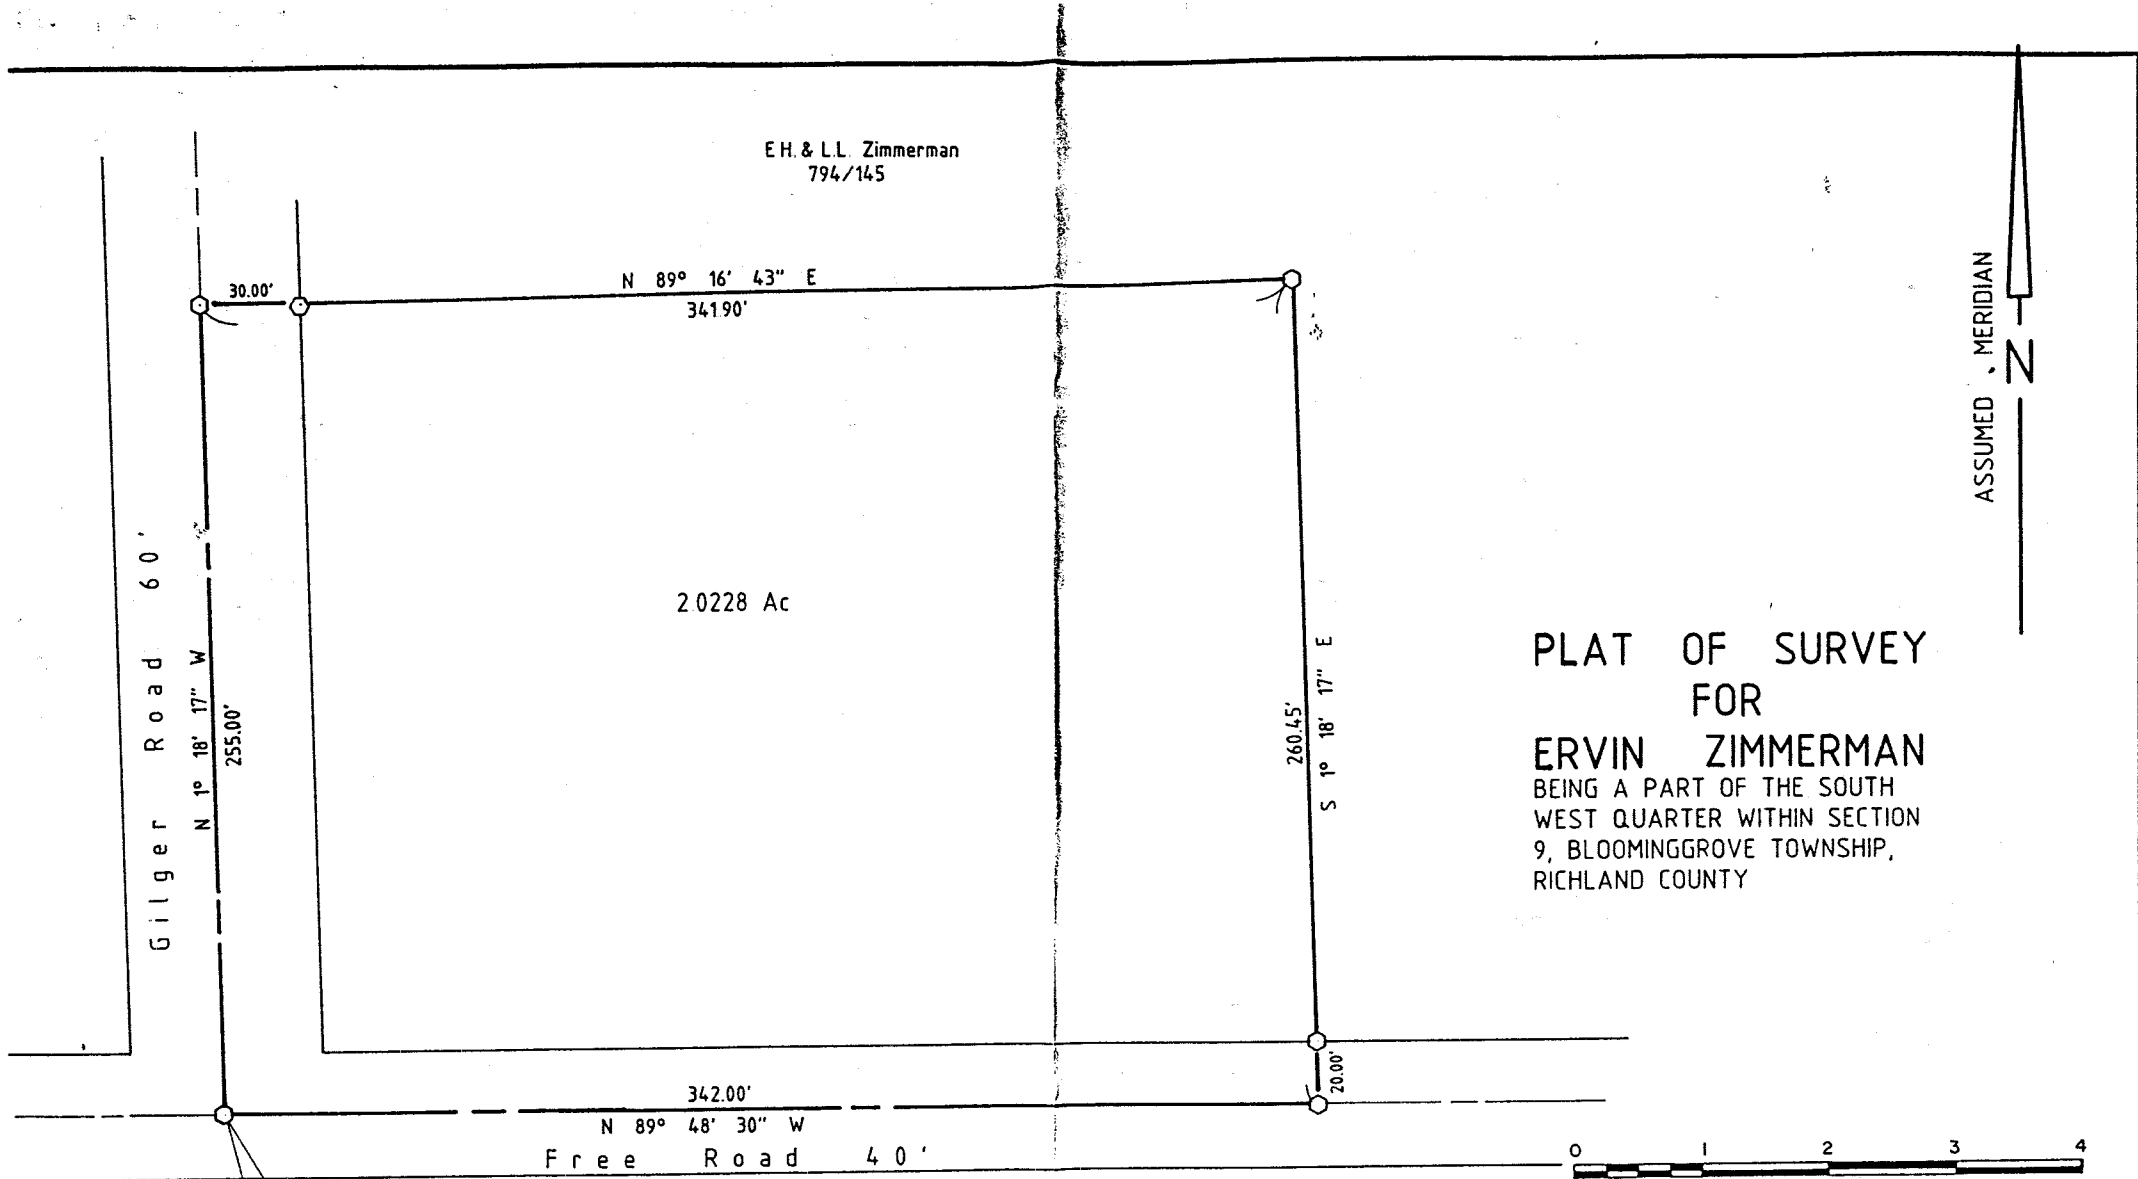 E.H. & L.L. Zimmerman
794/145
N 89° 16' 43" E
30.00'
341.90'
ASSUMED MERIDIAN
N
Gilger Road 60'
N 1° 18' 17" W
255.00'
2.0228 Ac
260.45'
S 1° 18' 17" E
PLAT OF SURVEY
FOR
ERVIN ZIMMERMAN
BEING A PART OF THE SOUTH
WEST QUARTER WITHIN SECTION
9, BLOOMINGGROVE TOWNSHIP,
RICHLAND COUNTY
20.00'
342.00'
N 89° 48' 30" W
Free Road 40'
0 1 2 3 4